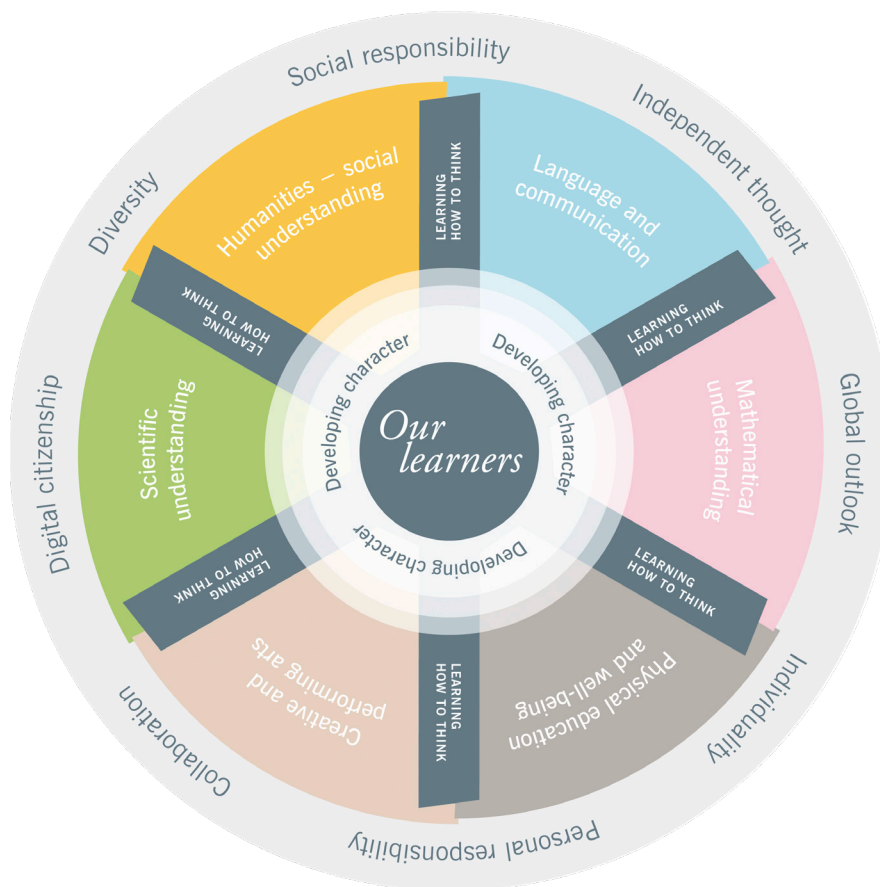 Social responsibility
Independent thought
Global outlook
Individuality
Personal responsibility
Collaboration
Digital citizenship
Diversity
Language and
communication
Mathematical
understanding
Physical education
and well-being
Creative and
performing arts
Scientific
understanding
Humanities – social
understanding
LEARNING
HOW TO THINK
LEARNING
HOW TO THINK
LEARNING
HOW TO THINK
LEARNING
HOW TO THINK
LEARNING
HOW TO THINK
LEARNING
HOW TO THINK
Developing character
Developing character
Developing character
Our
learners